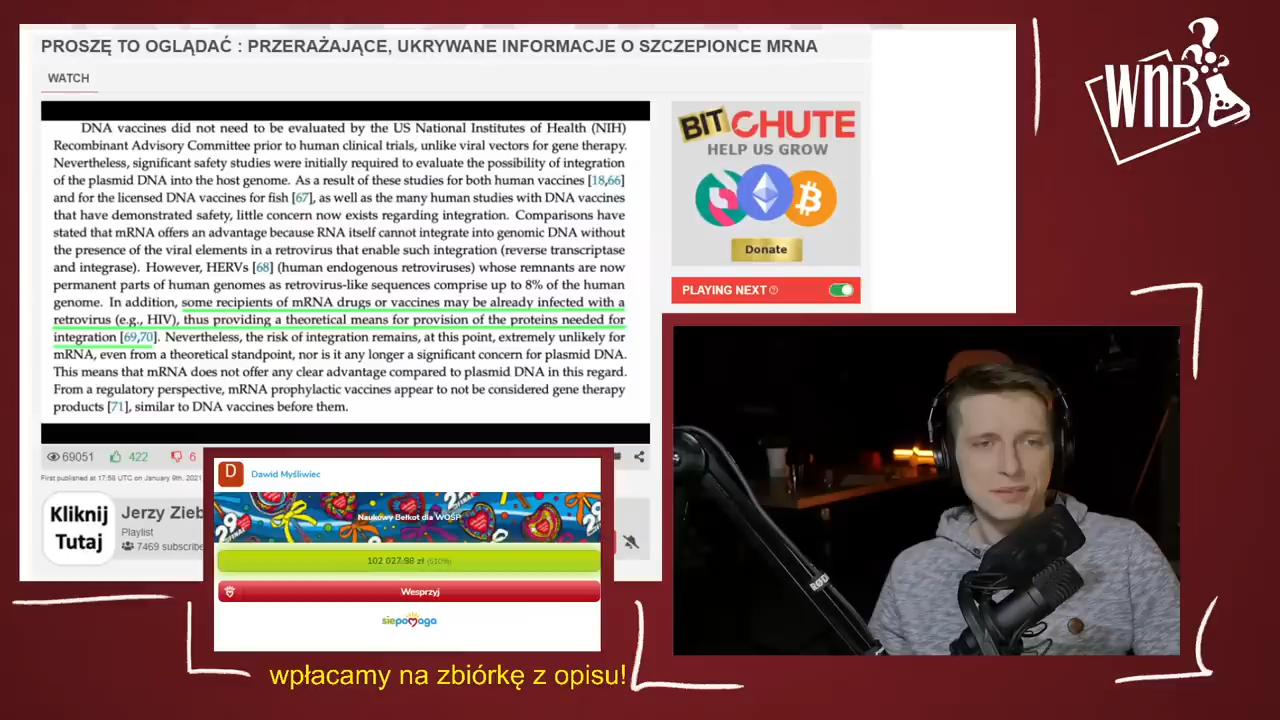 PROSZĘ TO OGLĄDAĆ : PRZERAŻAJĄCE, UKRYWANE INFORMACJE O SZCZEPIONCE MRNA
WATCH
DNA vaccines did not need to be evaluated by the US National Institutes of Health (NIH)
Recombinant Advisory Committee prior to human clinical trials, unlike viral vectors for gene therapy.
Nevertheless, significant safety studies were initially required to evaluate the possibility of integration
of the plasmid DNA into the host genome. As a result of these studies for both human vaccines [18,66]
and for the licensed DNA vaccines for fish [67], as well as the many human studies with DNA vaccines
that have demonstrated safety, little concern now exists regarding integration. Comparisons have
stated that mRNA offers an advantage because RNA itself cannot integrate into genomic DNA without
the presence of the viral elements in a retrovirus that enable such integration (reverse transcriptase
and integrase). However, HERVs [68] (human endogenous retroviruses) whose remnants are now
permanent parts of human genomes as retrovirus-like sequences comprise up to 8% of the human
genome. In addition, some recipients of mRNA drugs or vaccines may be already infected with a
retrovirus (e.g., HIV), thus providing a theoretical means for provision of the proteins needed for
integration [69,70]. Nevertheless, the risk of integration remains, at this point, extremely unlikely for
mRNA, even from a theoretical standpoint, nor is it any longer a significant concern for plasmid DNA.
This means that mRNA does not offer any clear advantage compared to plasmid DNA in this regard.
From a regulatory perspective, mRNA prophylactic vaccines appear to not be considered gene therapy
products [71], similar to DNA vaccines before them.
69051 422 6
First published at 17:58 UTC on January 9th, 2021
Kliknij
Tutaj
Jerzy Zieb
Playlist
7469 subscribe
BITCHUTE
HELP US GROW
Donate
PLAYING NEXT
WNB
D
Dawid Myśliwiec
Naukowy Bełkot dla WOŚP
102 027,98 zł (510%)
Wesprzyj
siepomaga
wpłacamy na zbiórkę z opisu!
RØDE